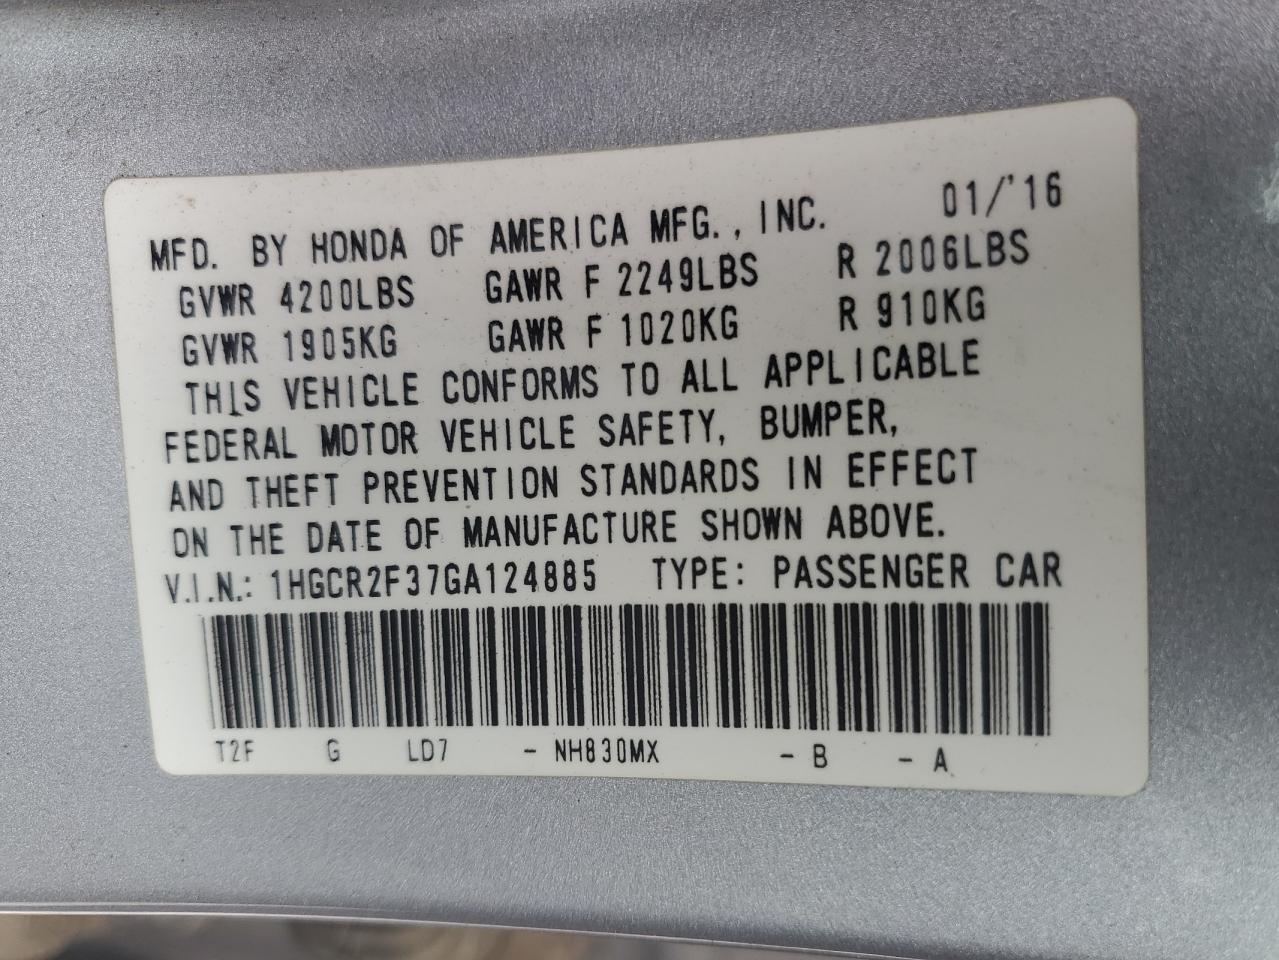 01/'16
MFD. BY HONDA OF AMERICA MFG., INC.
GVWR 4200LBS GAWR F 2249LBS R 2006LBS
GVWR 1905KG GAWR F 1020KG R 910KG
THIS VEHICLE CONFORMS TO ALL APPLICABLE
FEDERAL MOTOR VEHICLE SAFETY, BUMPER,
AND THEFT PREVENTION STANDARDS IN EFFECT
ON THE DATE OF MANUFACTURE SHOWN ABOVE.
V.I.N.: 1HGCR2F37GA124885 TYPE: PASSENGER CAR
T2F G LD7 - NH830MX - B - A